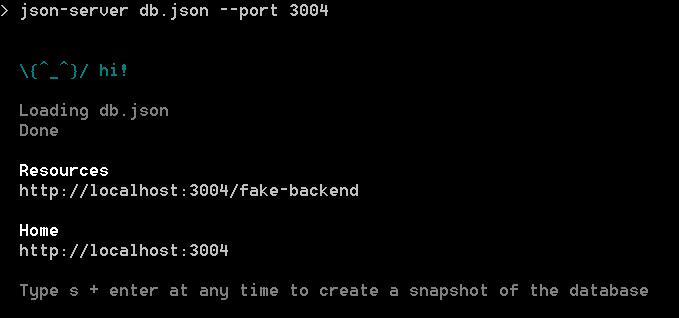 > json-server db.json --port 3004
\{^_^}/ hi!
Loading db.json
Done
Resources
http://localhost:3004/fake-backend
Home
http://localhost:3004
Type s + enter at any time to create a snapshot of the database